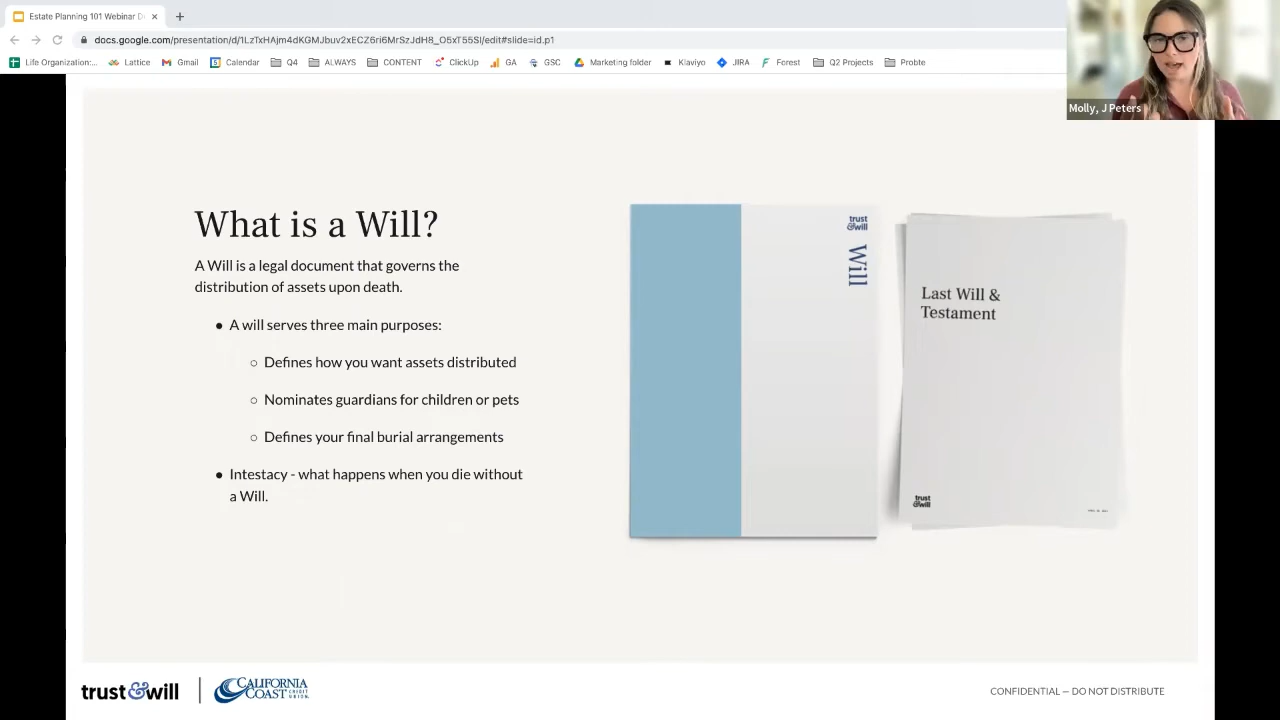 Estate Planning 101 Webinar D
docs.google.com/presentation/d/1LzTxHAjm4dKGMJbuv2xECZ6ri6MrSzJdH8_O5xT55SI/edit#slide=id.p1
Life Organization:... Lattice Gmail Calendar Q4 ALWAYS CONTENT ClickUp GA GSC Marketing folder Klaviyo JIRA Forest Q2 Projects Probte
Molly, J Peters
What is a Will?
A Will is a legal document that governs the
distribution of assets upon death.
● A will serves three main purposes:
○ Defines how you want assets distributed
○ Nominates guardians for children or pets
○ Defines your final burial arrangements
● Intestacy - what happens when you die without
a Will.
trust
&will
Will
Last Will &
Testament
trust
&will
trust&will
CALIFORNIA
COAST CREDIT
UNION
CONFIDENTIAL – DO NOT DISTRIBUTE